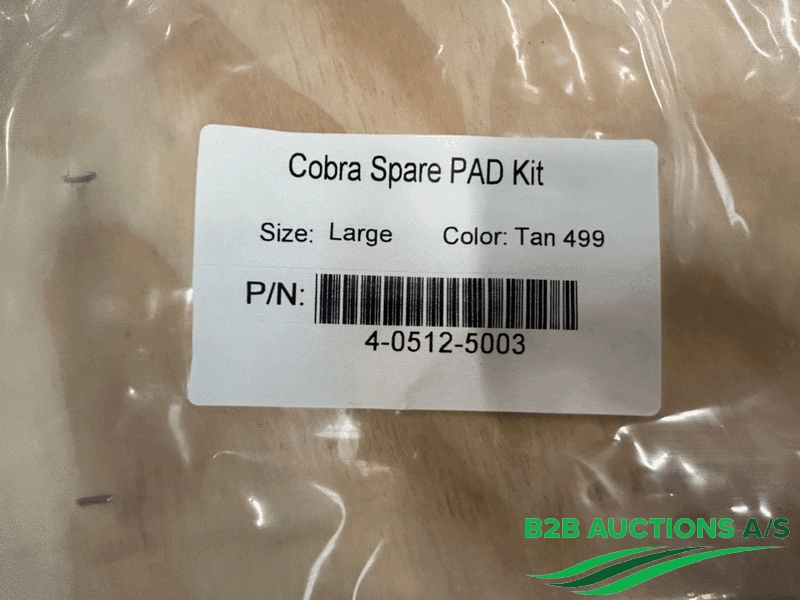 Cobra Spare PAD Kit
Size: Large Color: Tan 499
P/N:
4-0512-5003
B2B AUCTIONS A/S